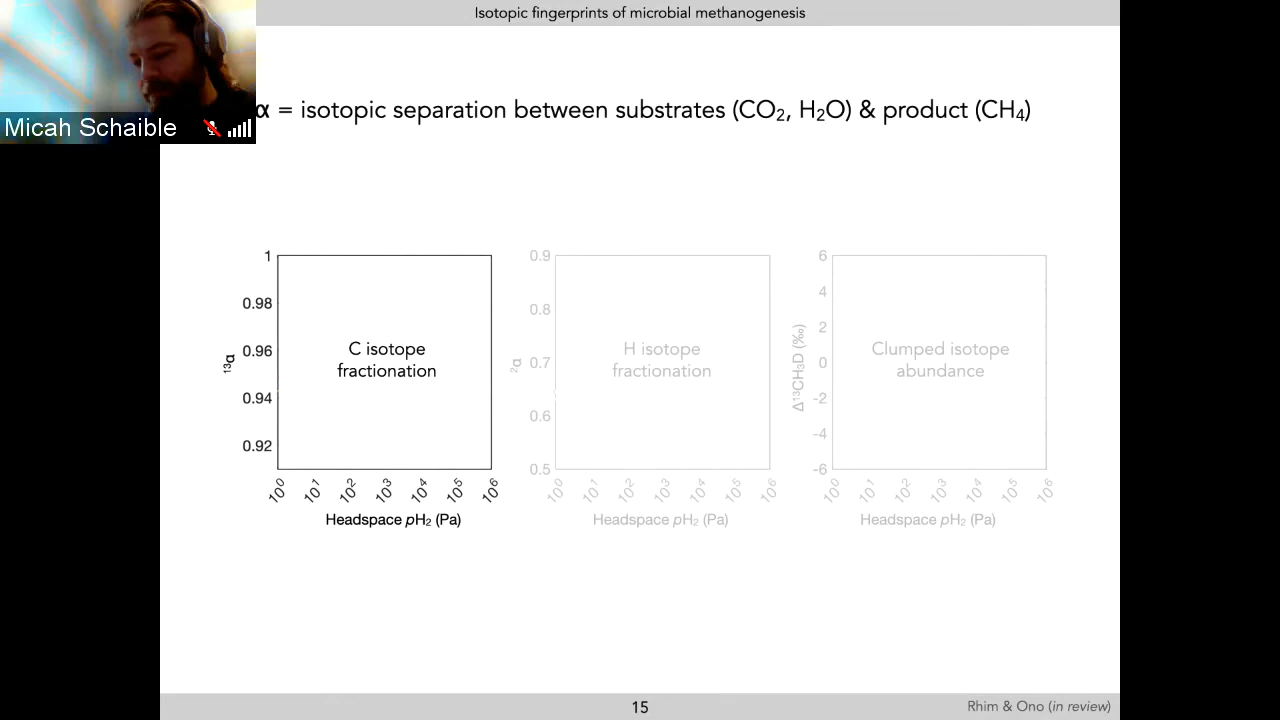 Isotopic fingerprints of microbial methanogenesis
Micah Schaible
α = isotopic separation between substrates (CO₂, H₂O) & product (CH₄)
1
0.98
0.96
0.94
0.92
¹³α
C isotope
fractionation
10⁰ 10¹ 10² 10³ 10⁴ 10⁵ 10⁶
Headspace pH₂ (Pa)
0.9
0.8
0.7
0.6
0.5
²α
H isotope
fractionation
10⁰ 10¹ 10² 10³ 10⁴ 10⁵ 10⁶
Headspace pH₂ (Pa)
6
4
2
0
-2
-4
-6
Δ¹³CH₃D (‰)
Clumped isotope
abundance
10⁰ 10¹ 10² 10³ 10⁴ 10⁵ 10⁶
Headspace pH₂ (Pa)
15
Rhim & Ono (in review)